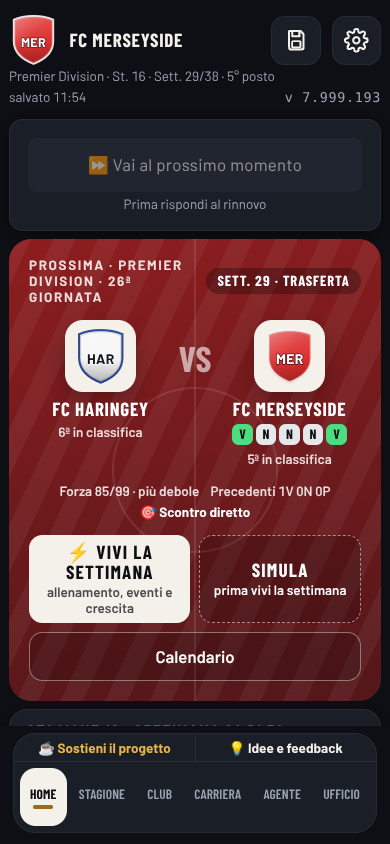 MER
FC MERSEYSIDE
Premier Division · St. 16 · Sett. 29/38 · 5° posto
salvato 11:54
v 7.999.193
⏩ Vai al prossimo momento
Prima rispondi al rinnovo
PROSSIMA · PREMIER
DIVISION · 26ª
GIORNATA
SETT. 29 · TRASFERTA
HAR
VS
MER
FC HARINGEY
FC MERSEYSIDE
6ª in classifica
V N N N V
5ª in classifica
Forza 85/99 · più debole Precedenti 1V 0N 0P
🎯 Scontro diretto
⚡ VIVI LA
SETTIMANA
allenamento, eventi e
crescita
SIMULA
prima vivi la settimana
Calendario
☕ Sostieni il progetto
💡 Idee e feedback
HOME
STAGIONE
CLUB
CARRIERA
AGENTE
UFFICIO